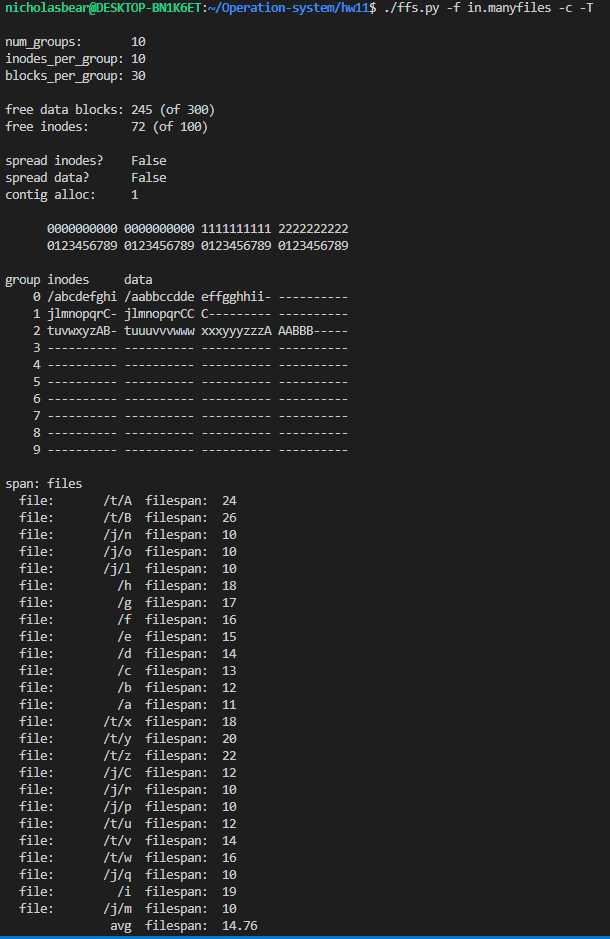 nicholasbear@DESKTOP-BN1K6ET:~/Operation-system/hw11$ ./ffs.py -f in.manyfiles -c -T
num_groups:       10
inodes_per_group: 10
blocks_per_group: 30
free data blocks: 245 (of 300)
free inodes:      72 (of 100)
spread inodes?    False
spread data?      False
contig alloc:     1
      0000000000 0000000000 1111111111 2222222222
      0123456789 0123456789 0123456789 0123456789
group inodes     data
    0 /abcdefghi /aabbccdde effgghhii- ----------
    1 jlmnopqrC- jlmnopqrCC C--------- ----------
    2 tuvwxyzAB- tuuuvvvwww xxxyyyzzzA AABBB-----
    3 ---------- ---------- ---------- ----------
    4 ---------- ---------- ---------- ----------
    5 ---------- ---------- ---------- ----------
    6 ---------- ---------- ---------- ----------
    7 ---------- ---------- ---------- ----------
    8 ---------- ---------- ---------- ----------
    9 ---------- ---------- ---------- ----------
span: files
  file:       /t/A  filespan:  24
  file:       /t/B  filespan:  26
  file:       /j/n  filespan:  10
  file:       /j/o  filespan:  10
  file:       /j/l  filespan:  10
  file:         /h  filespan:  18
  file:         /g  filespan:  17
  file:         /f  filespan:  16
  file:         /e  filespan:  15
  file:         /d  filespan:  14
  file:         /c  filespan:  13
  file:         /b  filespan:  12
  file:         /a  filespan:  11
  file:       /t/x  filespan:  18
  file:       /t/y  filespan:  20
  file:       /t/z  filespan:  22
  file:       /j/C  filespan:  12
  file:       /j/r  filespan:  10
  file:       /j/p  filespan:  10
  file:       /t/u  filespan:  12
  file:       /t/v  filespan:  14
  file:       /t/w  filespan:  16
  file:       /j/q  filespan:  10
  file:         /i  filespan:  19
  file:       /j/m  filespan:  10
               avg  filespan:  14.76